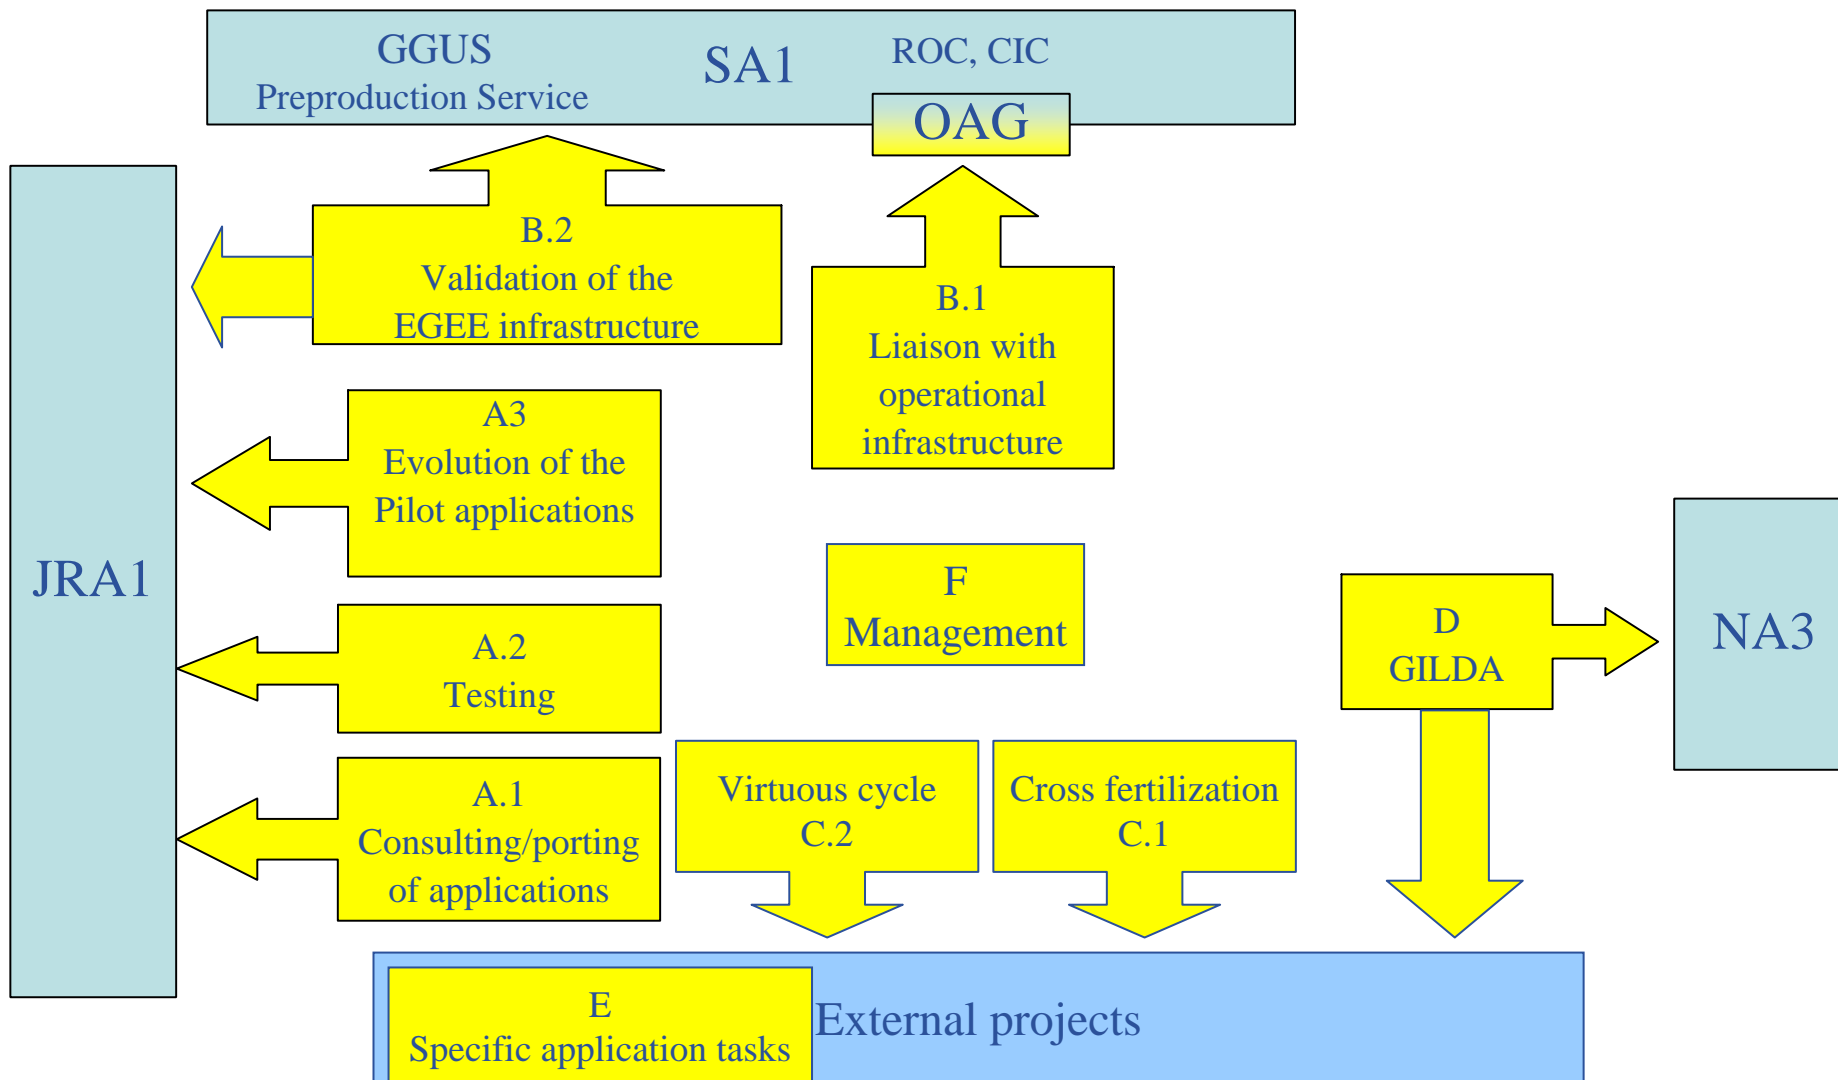 GGUS
Preproduction Service
SA1
ROC, CIC
OAG
B.2
Validation of the
EGEE infrastructure
B.1
Liaison with
operational
infrastructure
A3
Evolution of the
Pilot applications
JRA1
F
Management
D
GILDA
NA3
A.2
Testing
A.1
Consulting/porting
of applications
Virtuous cycle
C.2
Cross fertilization
C.1
E
Specific application tasks
External projects